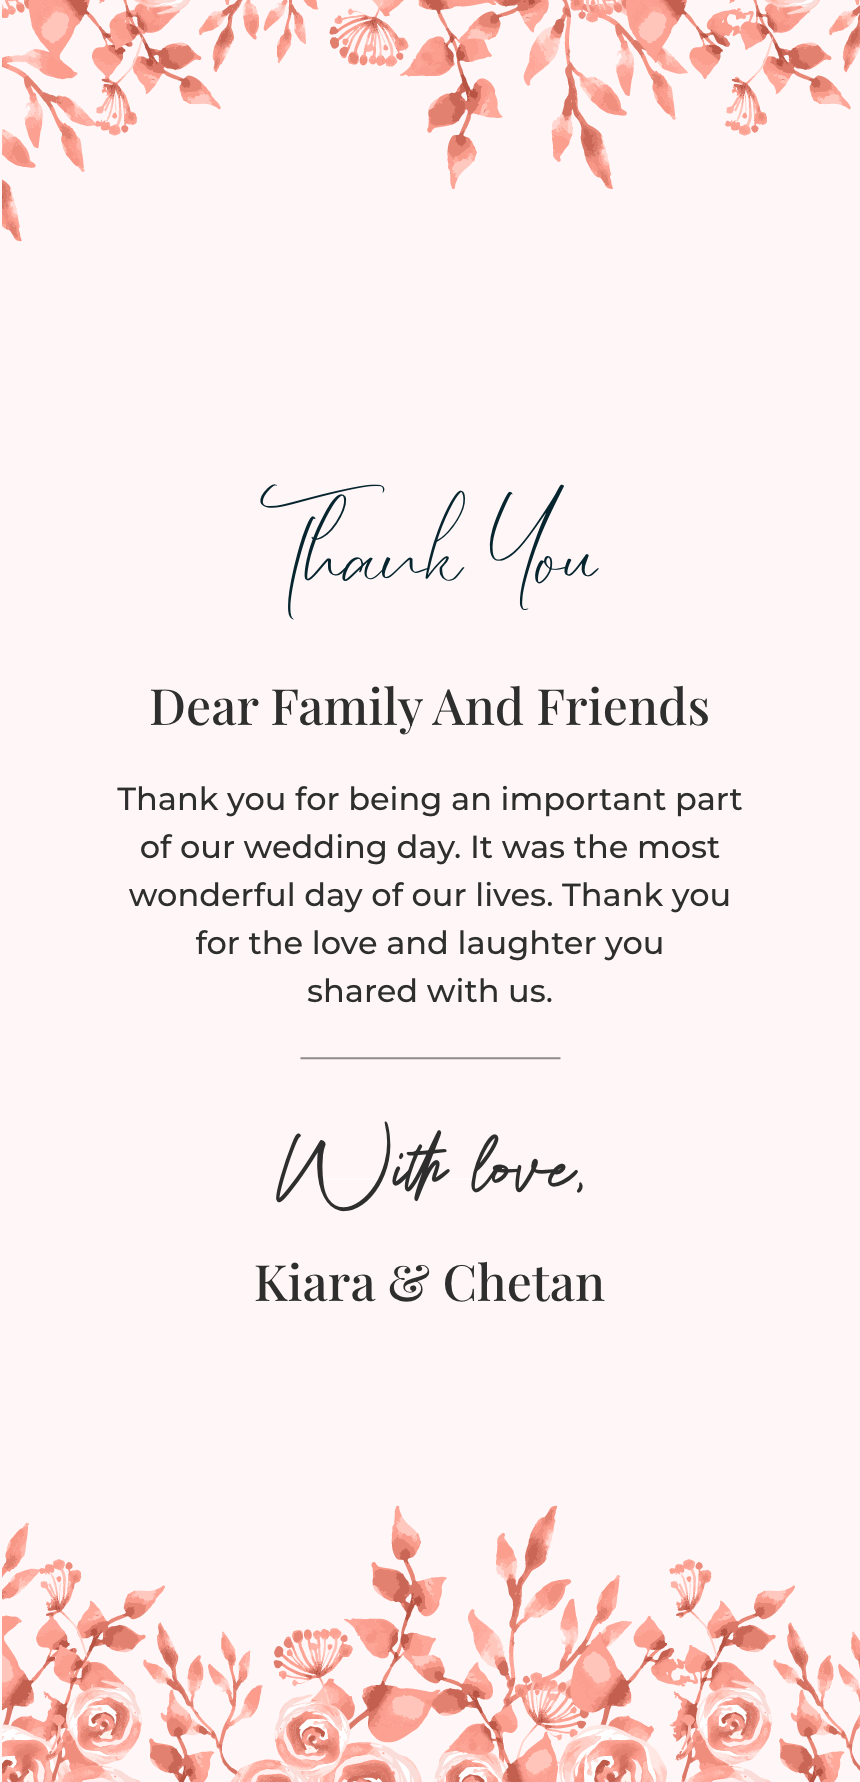 Thank You
Dear Family And Friends
Thank you for being an important part
of our wedding day. It was the most
wonderful day of our lives. Thank you
for the love and laughter you
shared with us.
With love,
Kiara & Chetan